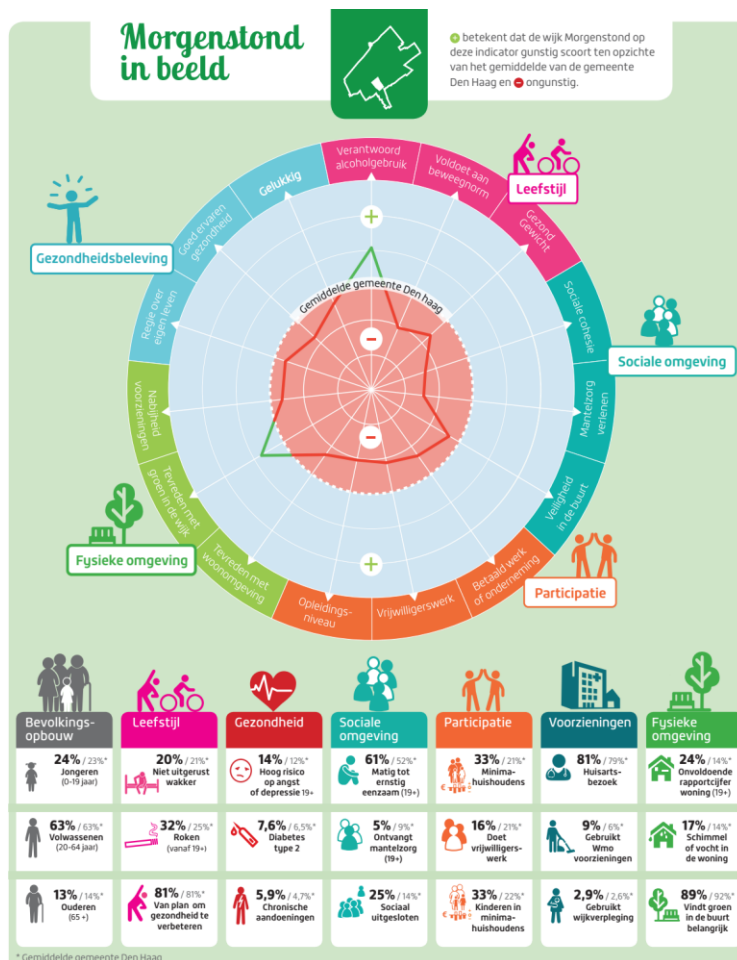 Morgenstond
in beeld
+ betekent dat de wijk Morgenstond op
deze indicator gunstig scoort ten opzichte
van het gemiddelde van de gemeente
Den Haag en - ongunstig.
Verantwoord
alcoholgebruik
Voldoet aan
beweegnorm
Gezond
Gewicht
Leefstijl
Sociale cohesie
Mantelzorg
verlenen
Veiligheid
in de buurt
Sociale omgeving
Betaald werk
of onderneming
Vrijwilligerswerk
Opleidings-
niveau
Participatie
Tevreden met
woonomgeving
Tevreden met
groen in de wijk
Nabijheid
voorzieningen
Fysieke omgeving
Regie over
eigen leven
Goed ervaren
gezondheid
Gelukkig
Gezondheidsbeleving
+
Gemiddelde gemeente Den haag
-
-
+
Bevolkings-
opbouw
24% / 23%*
Jongeren
(0-19 jaar)
63% / 63%*
Volwassenen
(20-64 jaar)
13% / 14%*
Ouderen
(65 +)
Leefstijl
20% / 21%*
Niet uitgerust
wakker
32% / 25%*
Roken
(vanaf 19+)
81% / 81%*
Van plan om
gezondheid te
verbeteren
Gezondheid
14% / 12%*
Hoog risico
op angst
of depressie 19+
7,6% / 6,5%*
Diabetes
type 2
5,9% / 4,7%*
Chronische
aandoeningen
Sociale
omgeving
61% / 52%*
Matig tot
ernstig
eenzaam (19+)
5% / 9%*
Ontvangt
mantelzorg
(19+)
25% / 14%*
Sociaal
uitgesloten
Participatie
33% / 21%*
Minima-
huishoudens
16% / 21%*
Doet
vrijwilligers-
werk
33% / 22%*
Kinderen in
minima-
huishoudens
Voorzieningen
81% / 79%*
Huisarts-
bezoek
9% / 6%*
Gebruikt
Wmo
voorzieningen
2,9% / 2,6%*
Gebruikt
wijkverpleging
Fysieke
omgeving
24% / 14%*
Onvoldoende
rapportcijfer
woning (19+)
17% / 14%*
Schimmel
of vocht in
de woning
89% / 92%*
Vindt groen
in de buurt
belangrijk
* Gemiddelde gemeente Den Haag